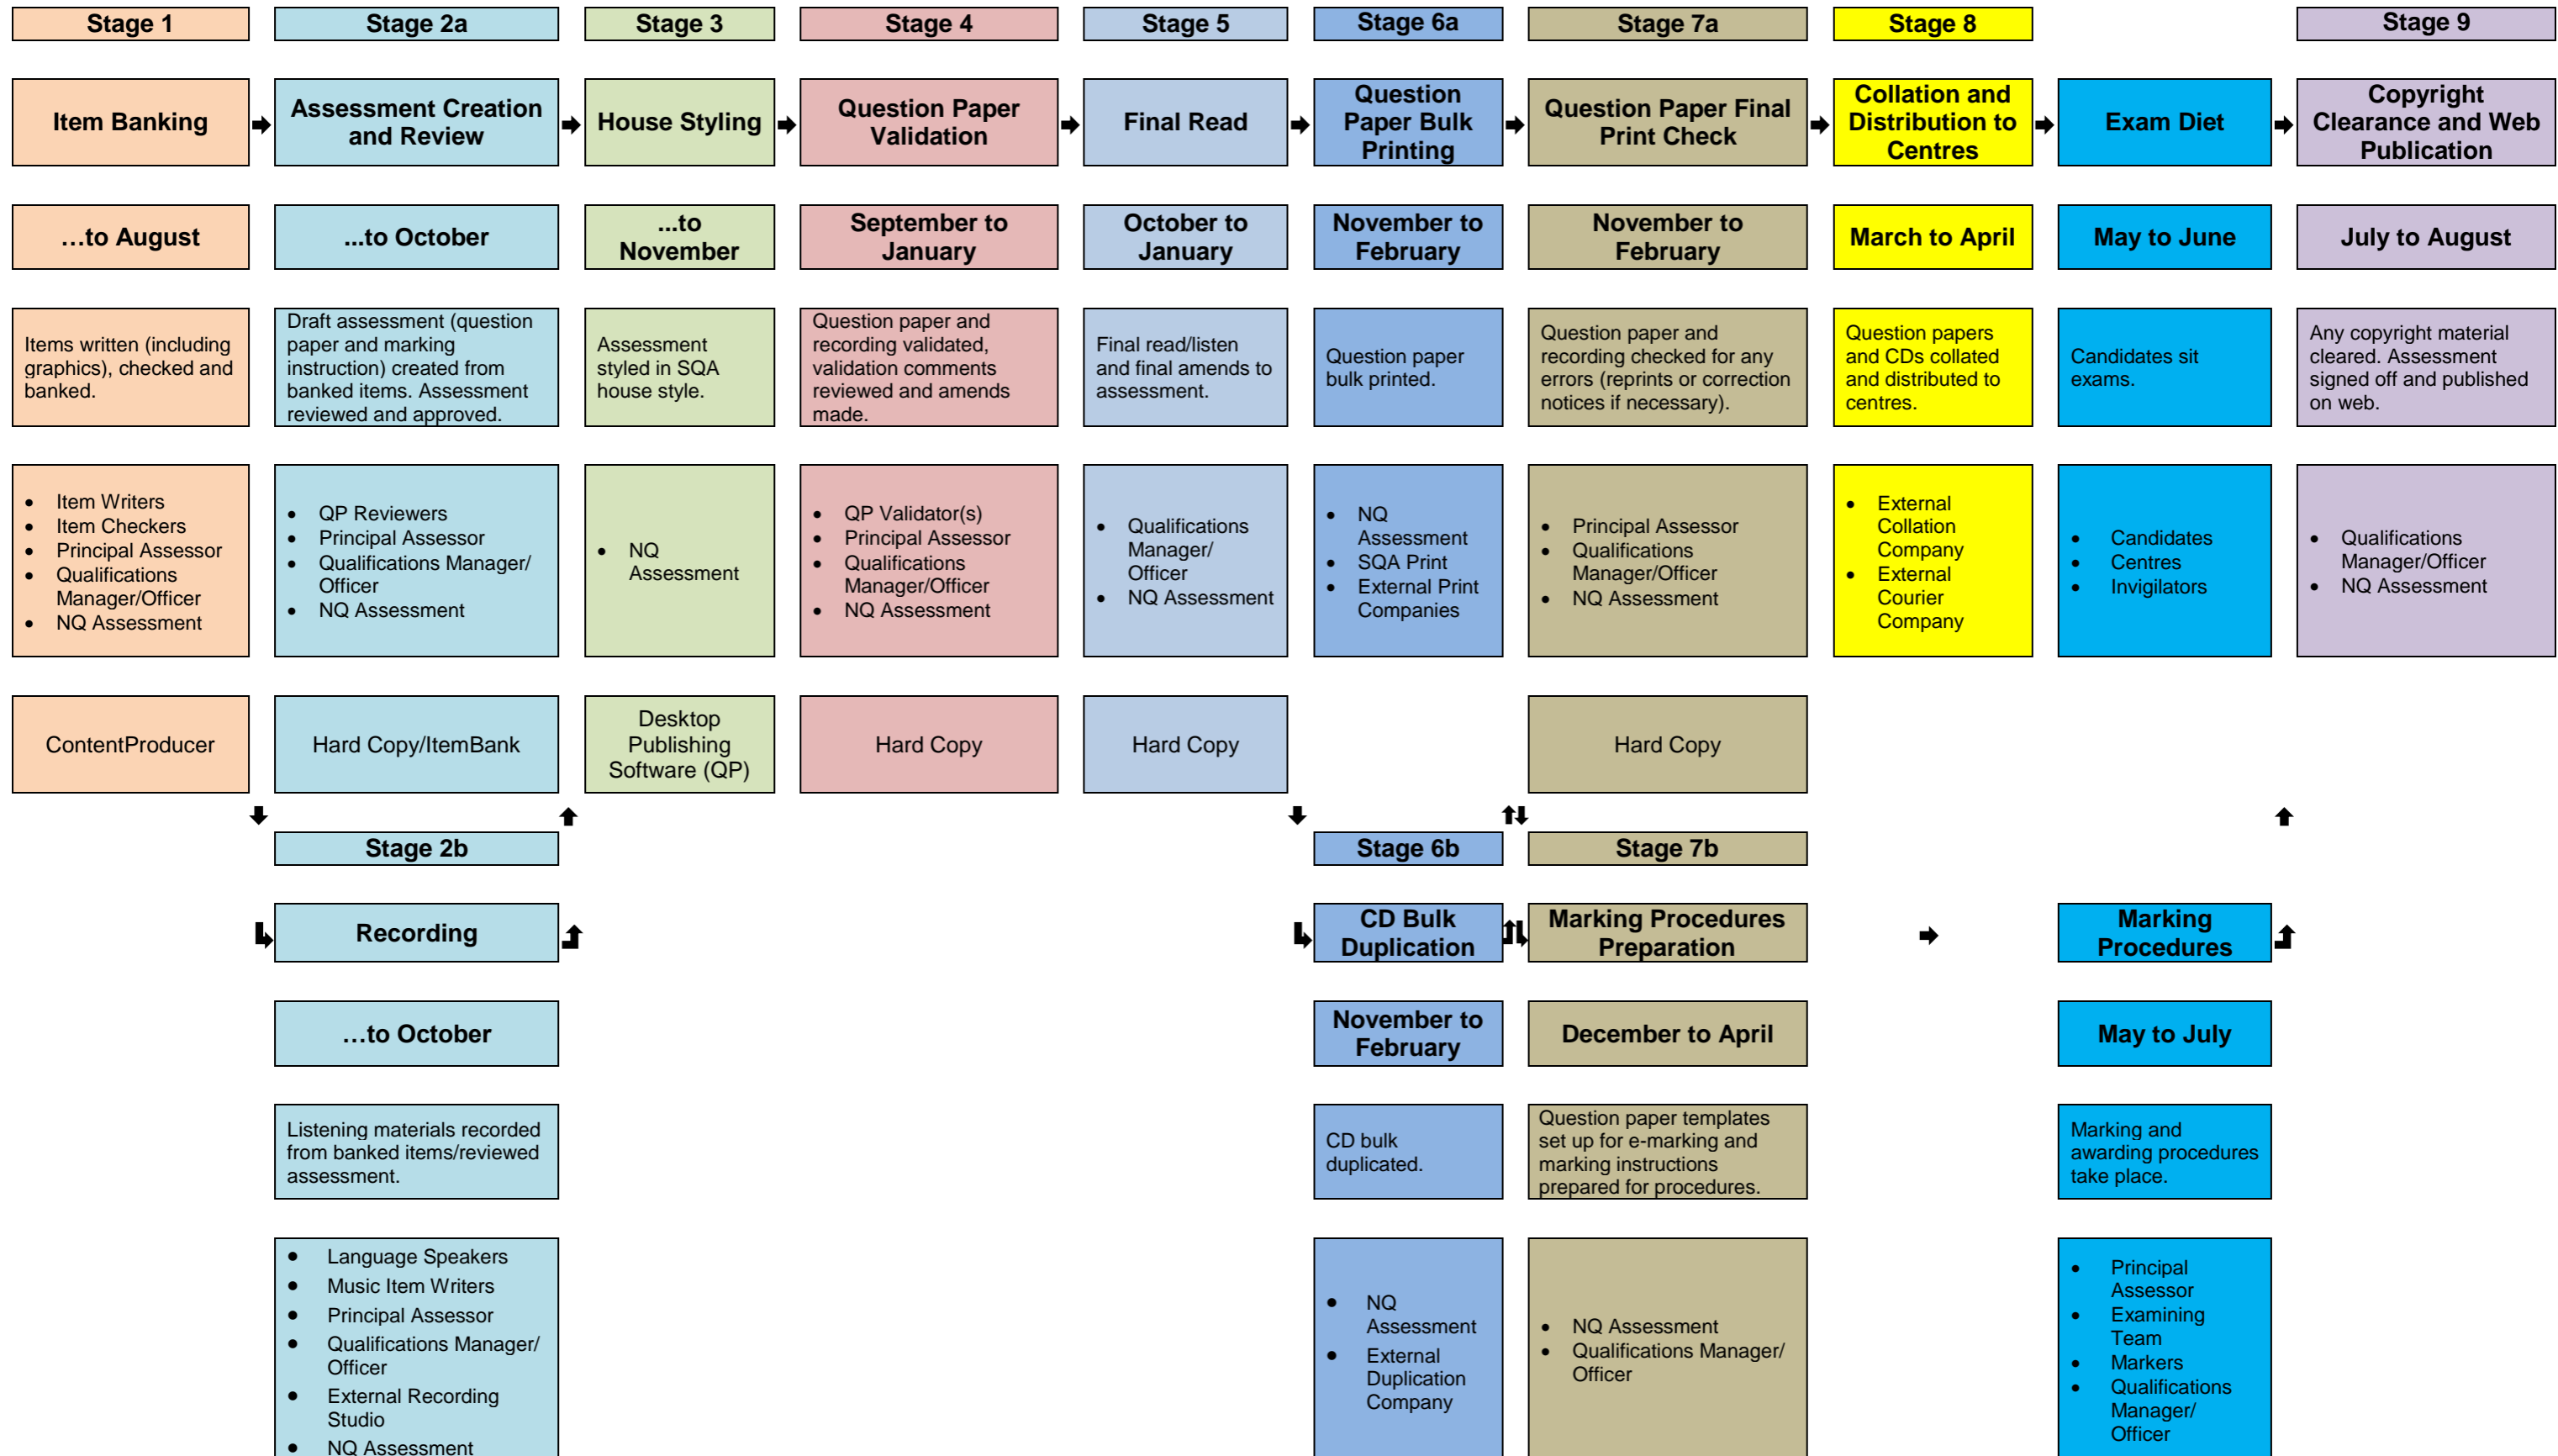 Stage 1
Stage 2a
Stage 3
Stage 4
Stage 5
Stage 6a
Stage 7a
Stage 8
Stage 9
Item Banking
Assessment Creation
and Review
House Styling
Question Paper
Validation
Final Read
Question
Paper Bulk
Printing
Question Paper Final
Print Check
Collation and
Distribution to
Centres
Exam Diet
Copyright
Clearance and Web
Publication
…to August
...to October
...to
November
September to
January
October to
January
November to
February
November to
February
March to April
May to June
July to August
Items written (including
graphics), checked and
banked.
Draft assessment (question
paper and marking
instruction) created from
banked items. Assessment
reviewed and approved.
Assessment
styled in SQA
house style.
Question paper and
recording validated,
validation comments
reviewed and amends
made.
Final read/listen
and final amends to
assessment.
Question paper
bulk printed.
Question paper and
recording checked for any
errors (reprints or correction
notices if necessary).
Question papers
and CDs collated
and distributed to
centres.
Candidates sit
exams.
Any copyright material
cleared. Assessment
signed off and published
on web.
• Item Writers
• Item Checkers
• Principal Assessor
• Qualifications
Manager/Officer
• NQ Assessment
• QP Reviewers
• Principal Assessor
• Qualifications Manager/
Officer
• NQ Assessment
• NQ
Assessment
• QP Validator(s)
• Principal Assessor
• Qualifications
Manager/Officer
• NQ Assessment
• Qualifications
Manager/
Officer
• NQ Assessment
• NQ
Assessment
• SQA Print
• External Print
Companies
• Principal Assessor
• Qualifications
Manager/Officer
• NQ Assessment
• External
Collation
Company
• External
Courier
Company
• Candidates
• Centres
• Invigilators
• Qualifications
Manager/Officer
• NQ Assessment
ContentProducer
Hard Copy/ItemBank
Desktop
Publishing
Software (QP)
Hard Copy
Hard Copy
Hard Copy
Stage 2b
Stage 6b
Stage 7b
Recording
CD Bulk
Duplication
Marking Procedures
Preparation
Marking
Procedures
…to October
November to
February
December to April
May to July
Listening materials recorded
from banked items/reviewed
assessment.
CD bulk
duplicated.
Question paper templates
set up for e-marking and
marking instructions
prepared for procedures.
Marking and
awarding procedures
take place.
• Language Speakers
• Music Item Writers
• Principal Assessor
• Qualifications Manager/
Officer
• External Recording
Studio
• NQ Assessment
• NQ
Assessment
• External
Duplication
Company
• NQ Assessment
• Qualifications Manager/
Officer
• Principal
Assessor
• Examining
Team
• Markers
• Qualifications
Manager/
Officer